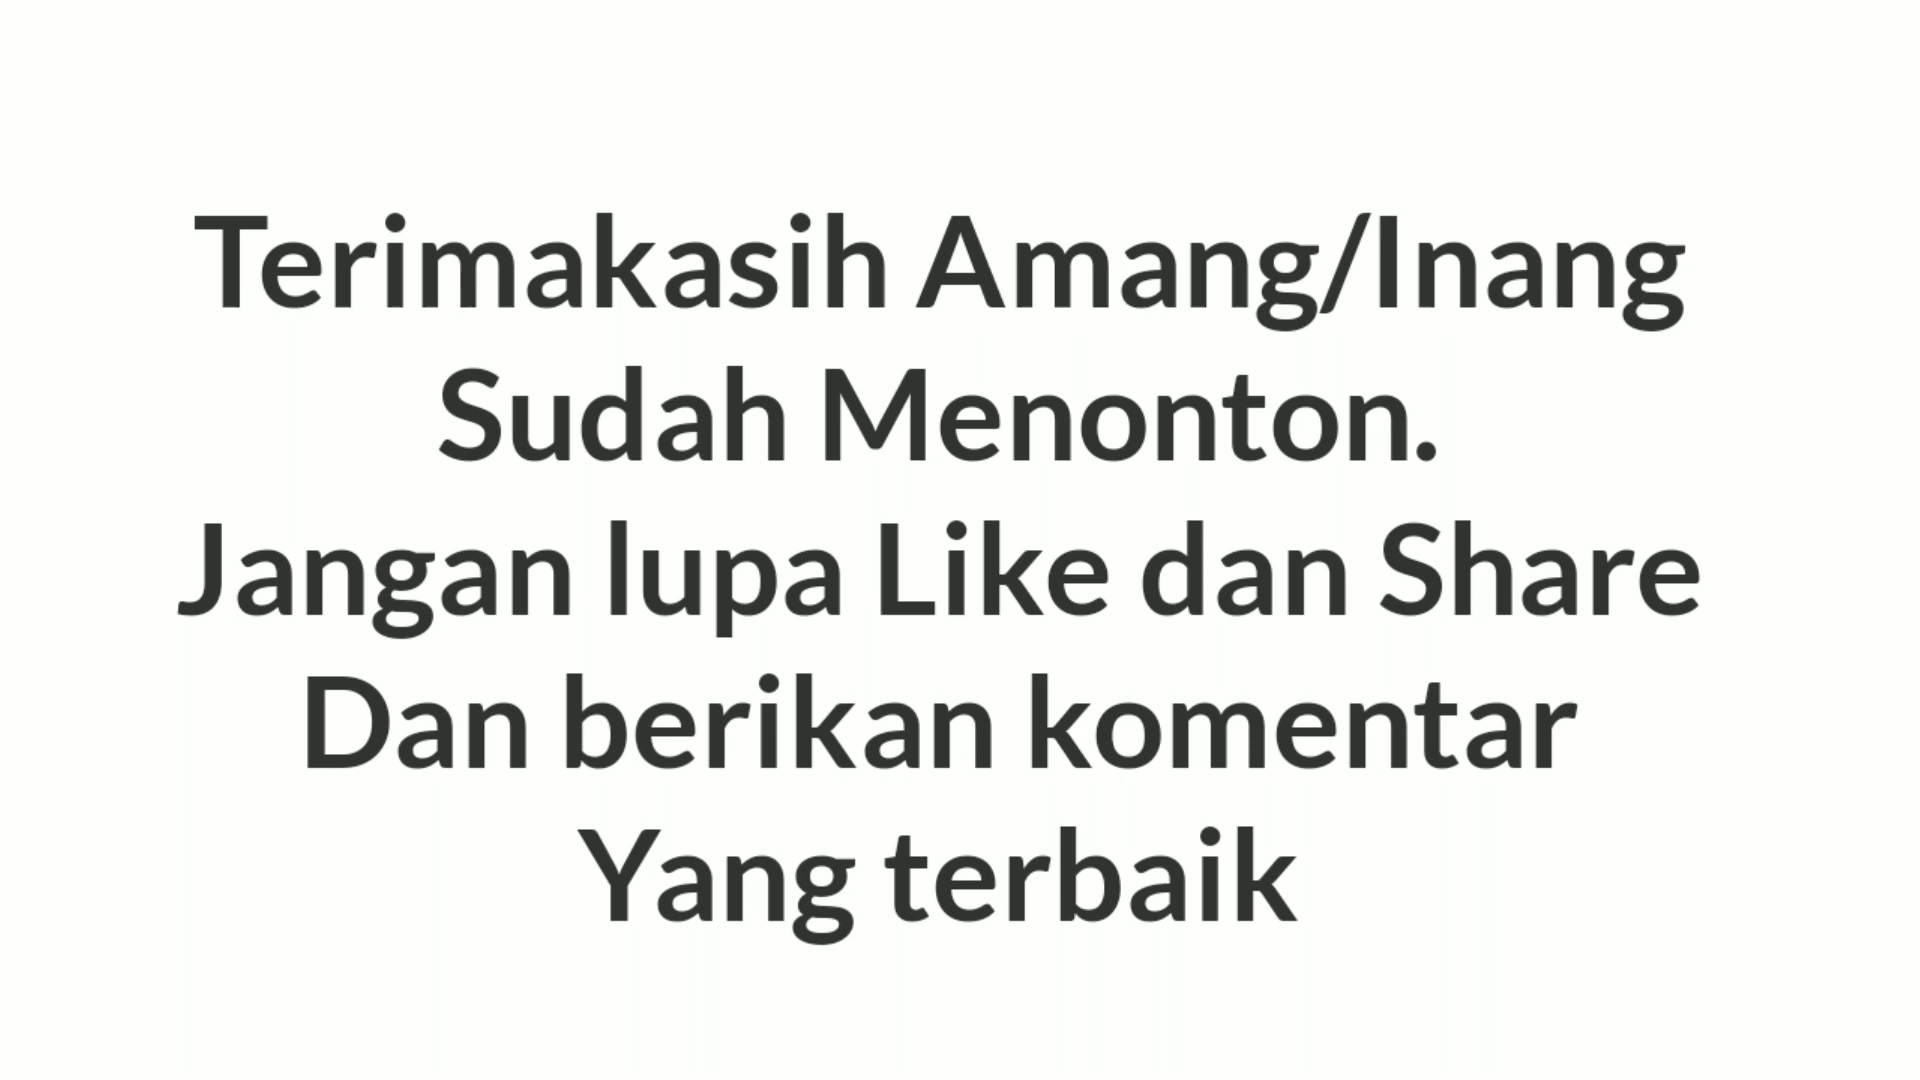 Terimakasih Amang/Inang
Sudah Menonton.
Jangan lupa Like dan Share
Dan berikan komentar
Yang terbaik